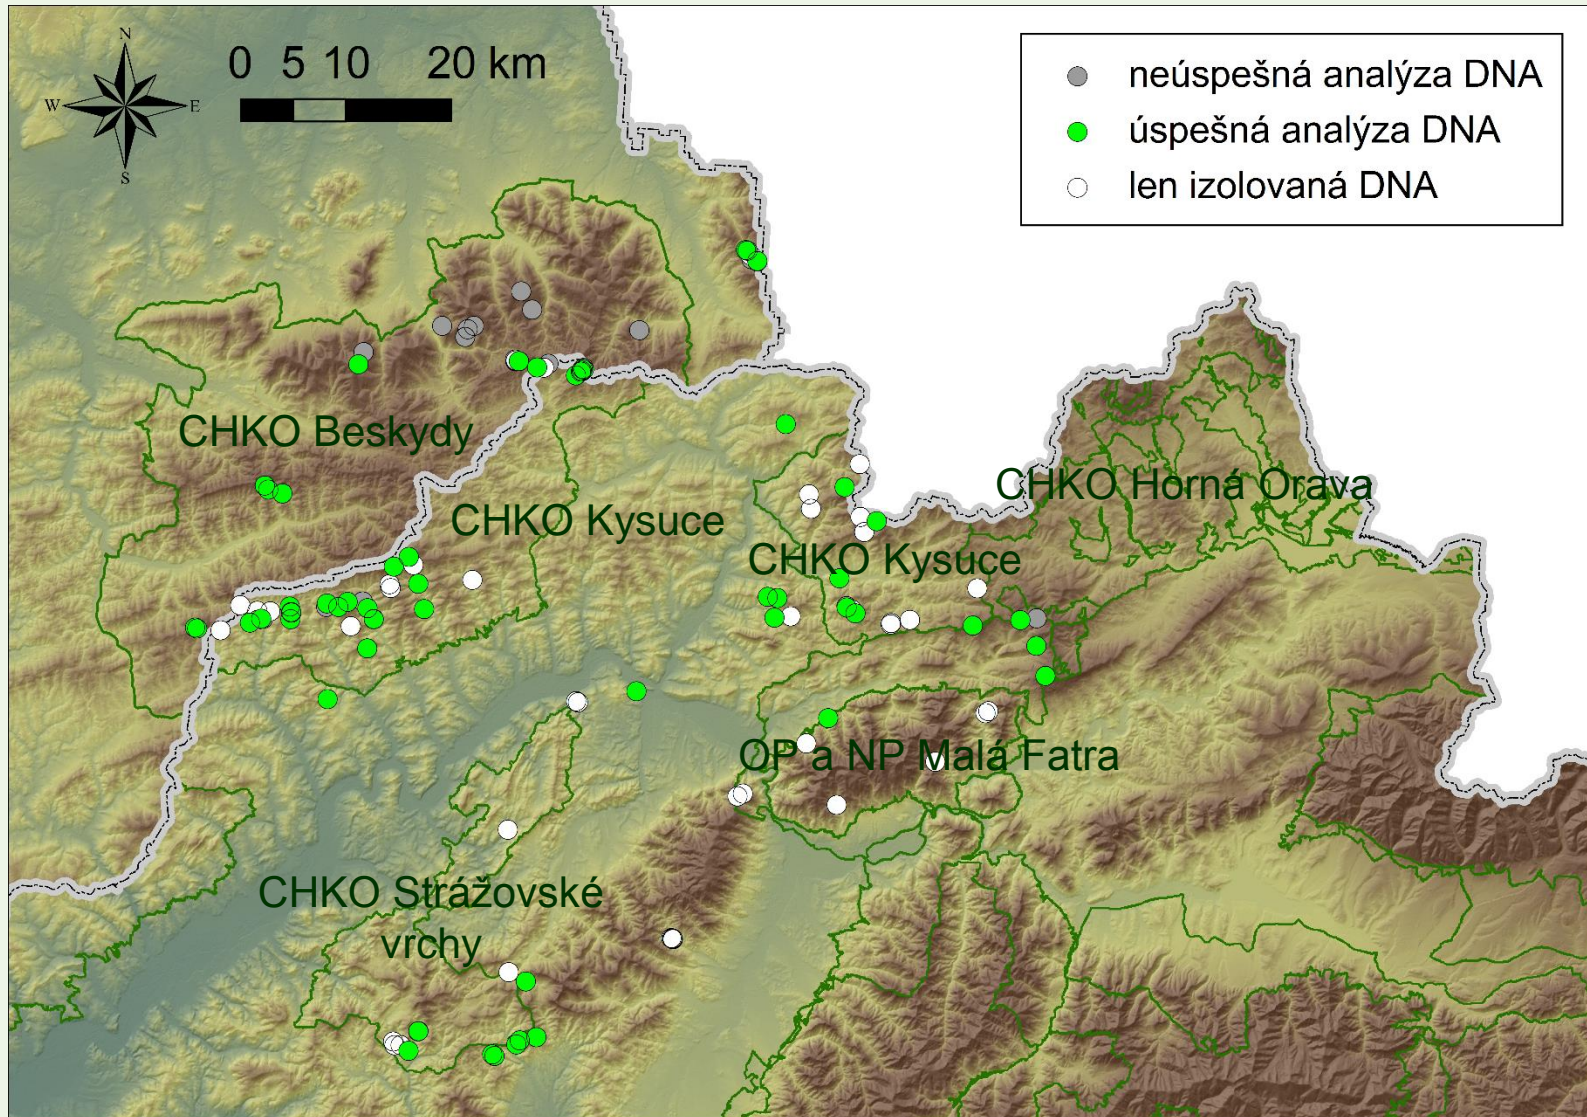 N
W E
S
0 5 10 20 km
neúspešná analýza DNA
úspešná analýza DNA
len izolovaná DNA
CHKO Beskydy
CHKO Kysuce
CHKO Horná Orava
CHKO Kysuce
OP a NP Malá Fatra
CHKO Strážovské
vrchy